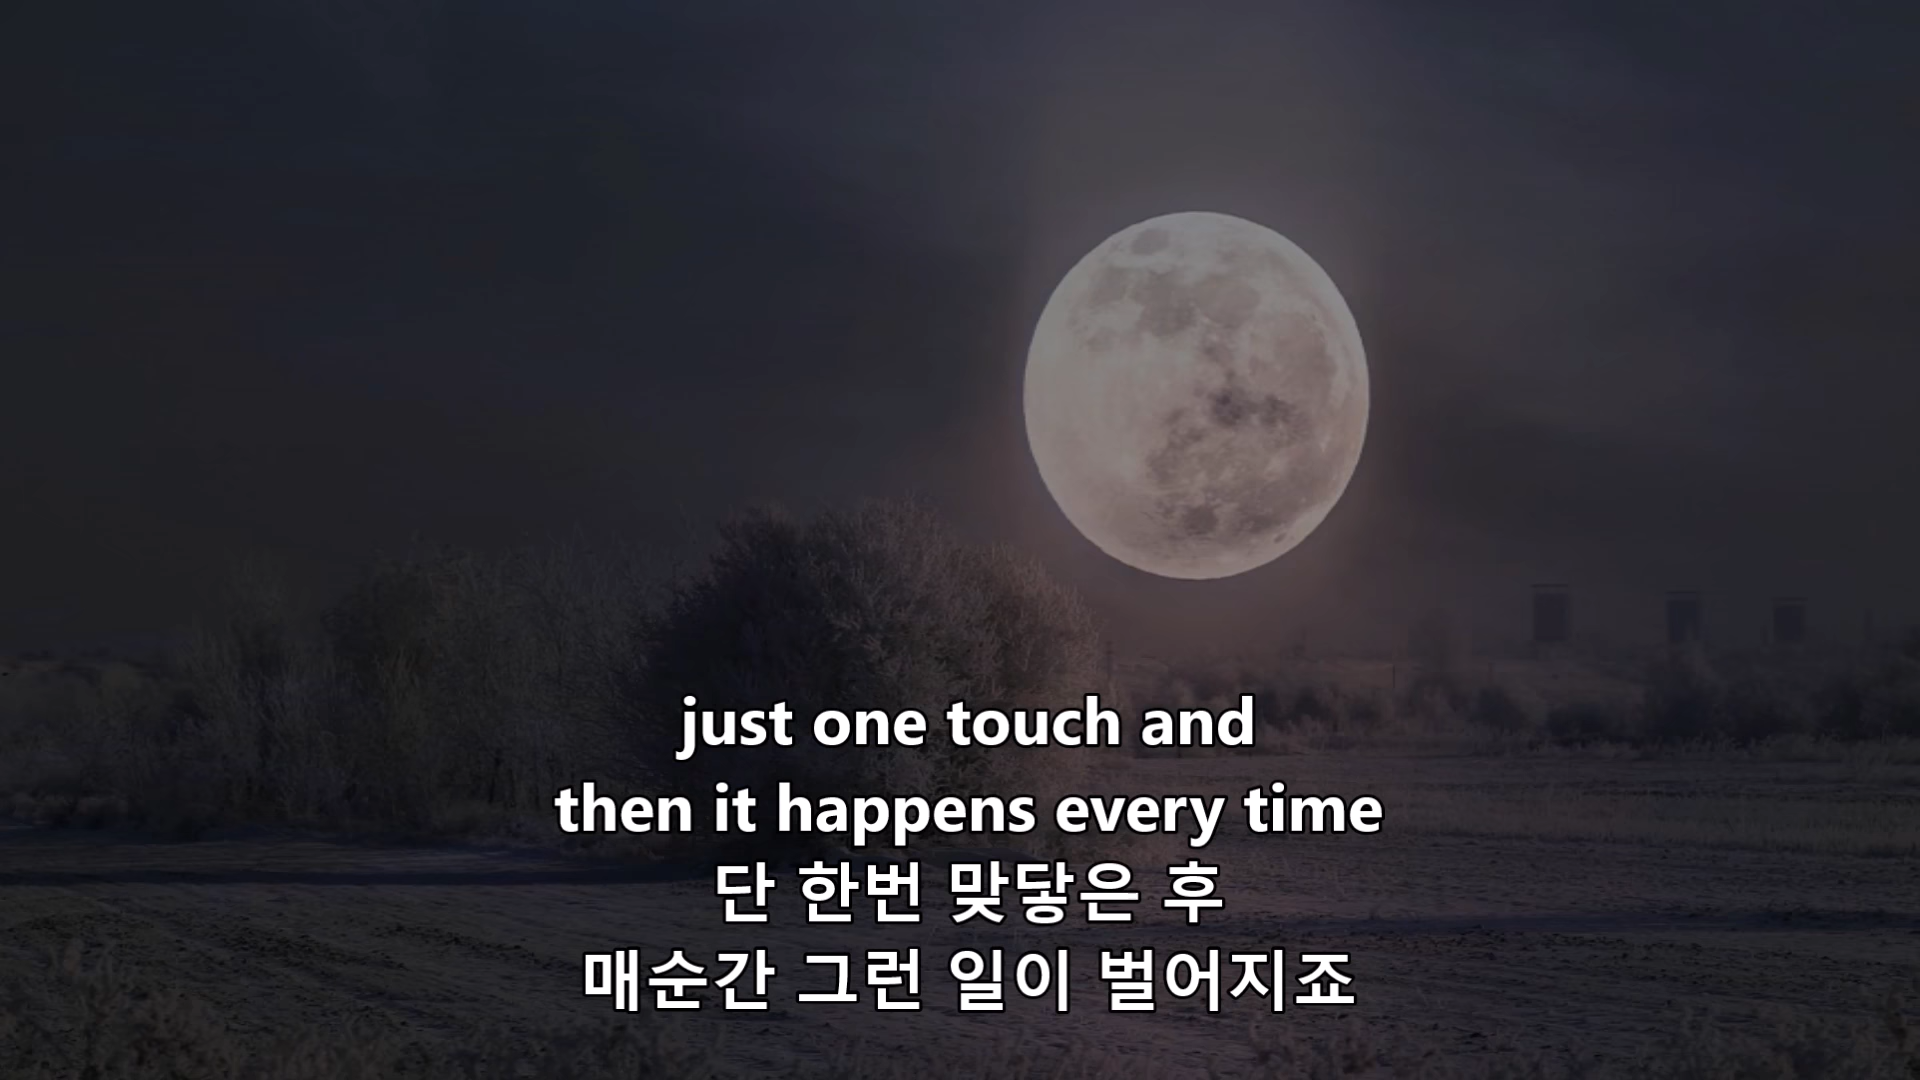 just one touch and
then it happens every time
단 한번 맞닿은 후
매순간 그런 일이 벌어지죠